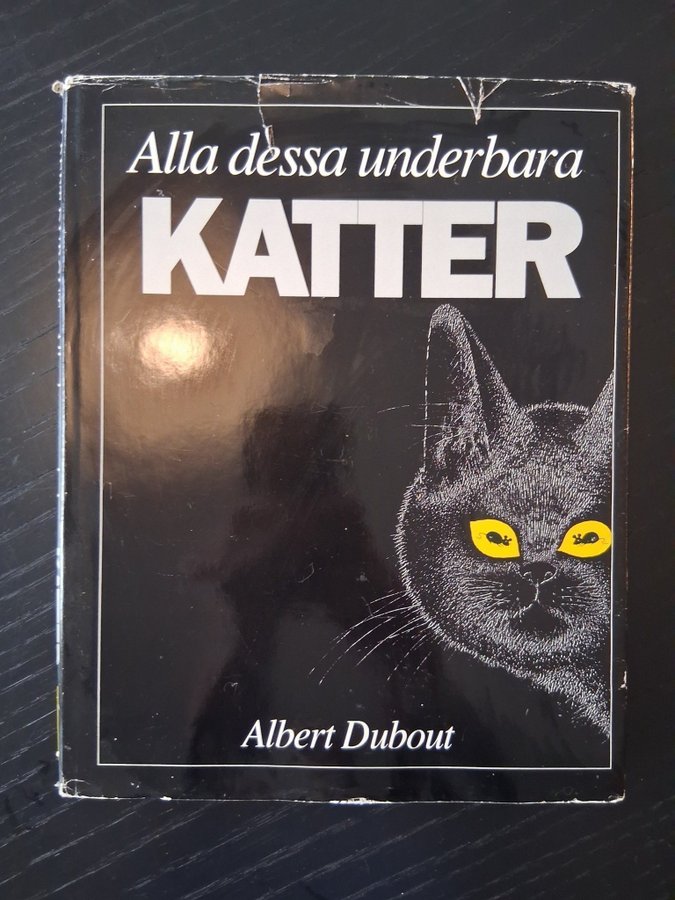 Alla dessa underbara
KATTER
Albert Dubout